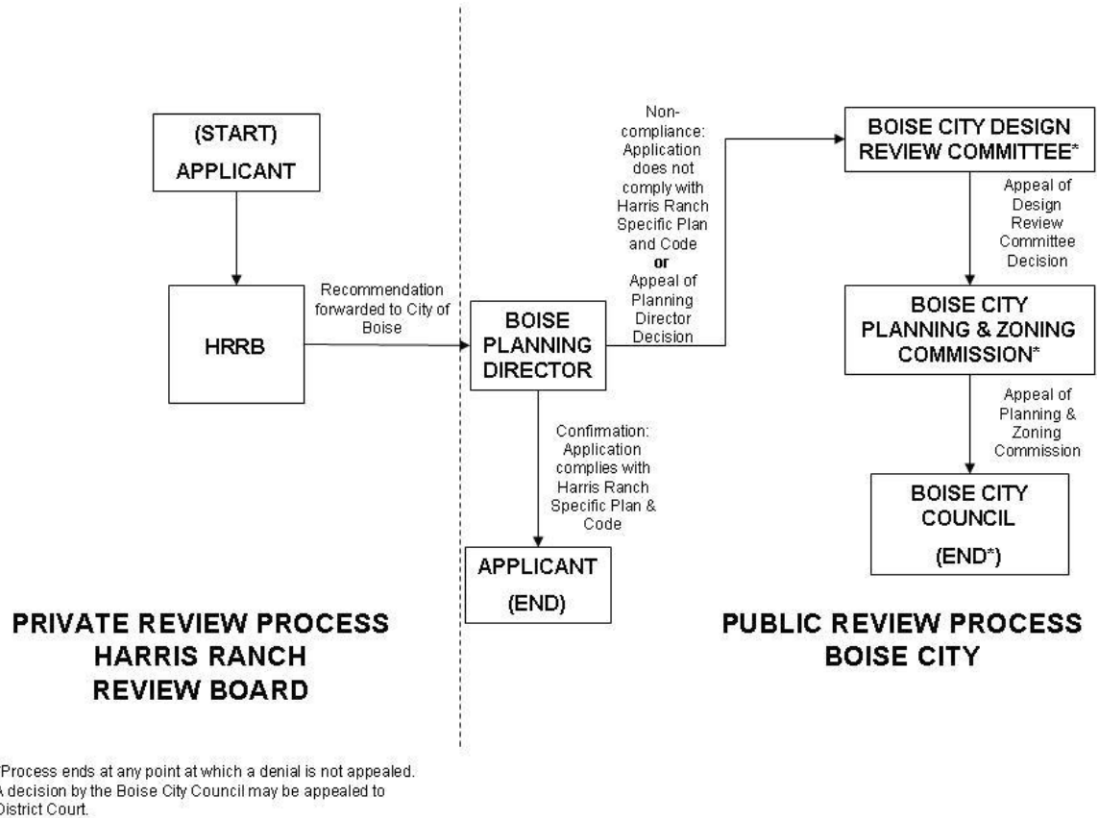 (START)
APPLICANT
HRRB
Recommendation
forwarded to City of
Boise
BOISE
PLANNING
DIRECTOR
Confirmation:
Application
complies with
Harris Ranch
Specific Plan &
Code
APPLICANT
(END)
Non-
compliance:
Application
does not
comply with
Harris Ranch
Specific Plan
and Code
or
Appeal of
Planning
Director
Decision
BOISE CITY DESIGN
REVIEW COMMITTEE*
Appeal of
Design
Review
Committee
Decision
BOISE CITY
PLANNING & ZONING
COMMISSION*
Appeal of
Planning &
Zoning
Commission
BOISE CITY
COUNCIL
(END*)
PRIVATE REVIEW PROCESS
HARRIS RANCH
REVIEW BOARD
PUBLIC REVIEW PROCESS
BOISE CITY
*Process ends at any point at which a denial is not appealed.
A decision by the Boise City Council may be appealed to
District Court.